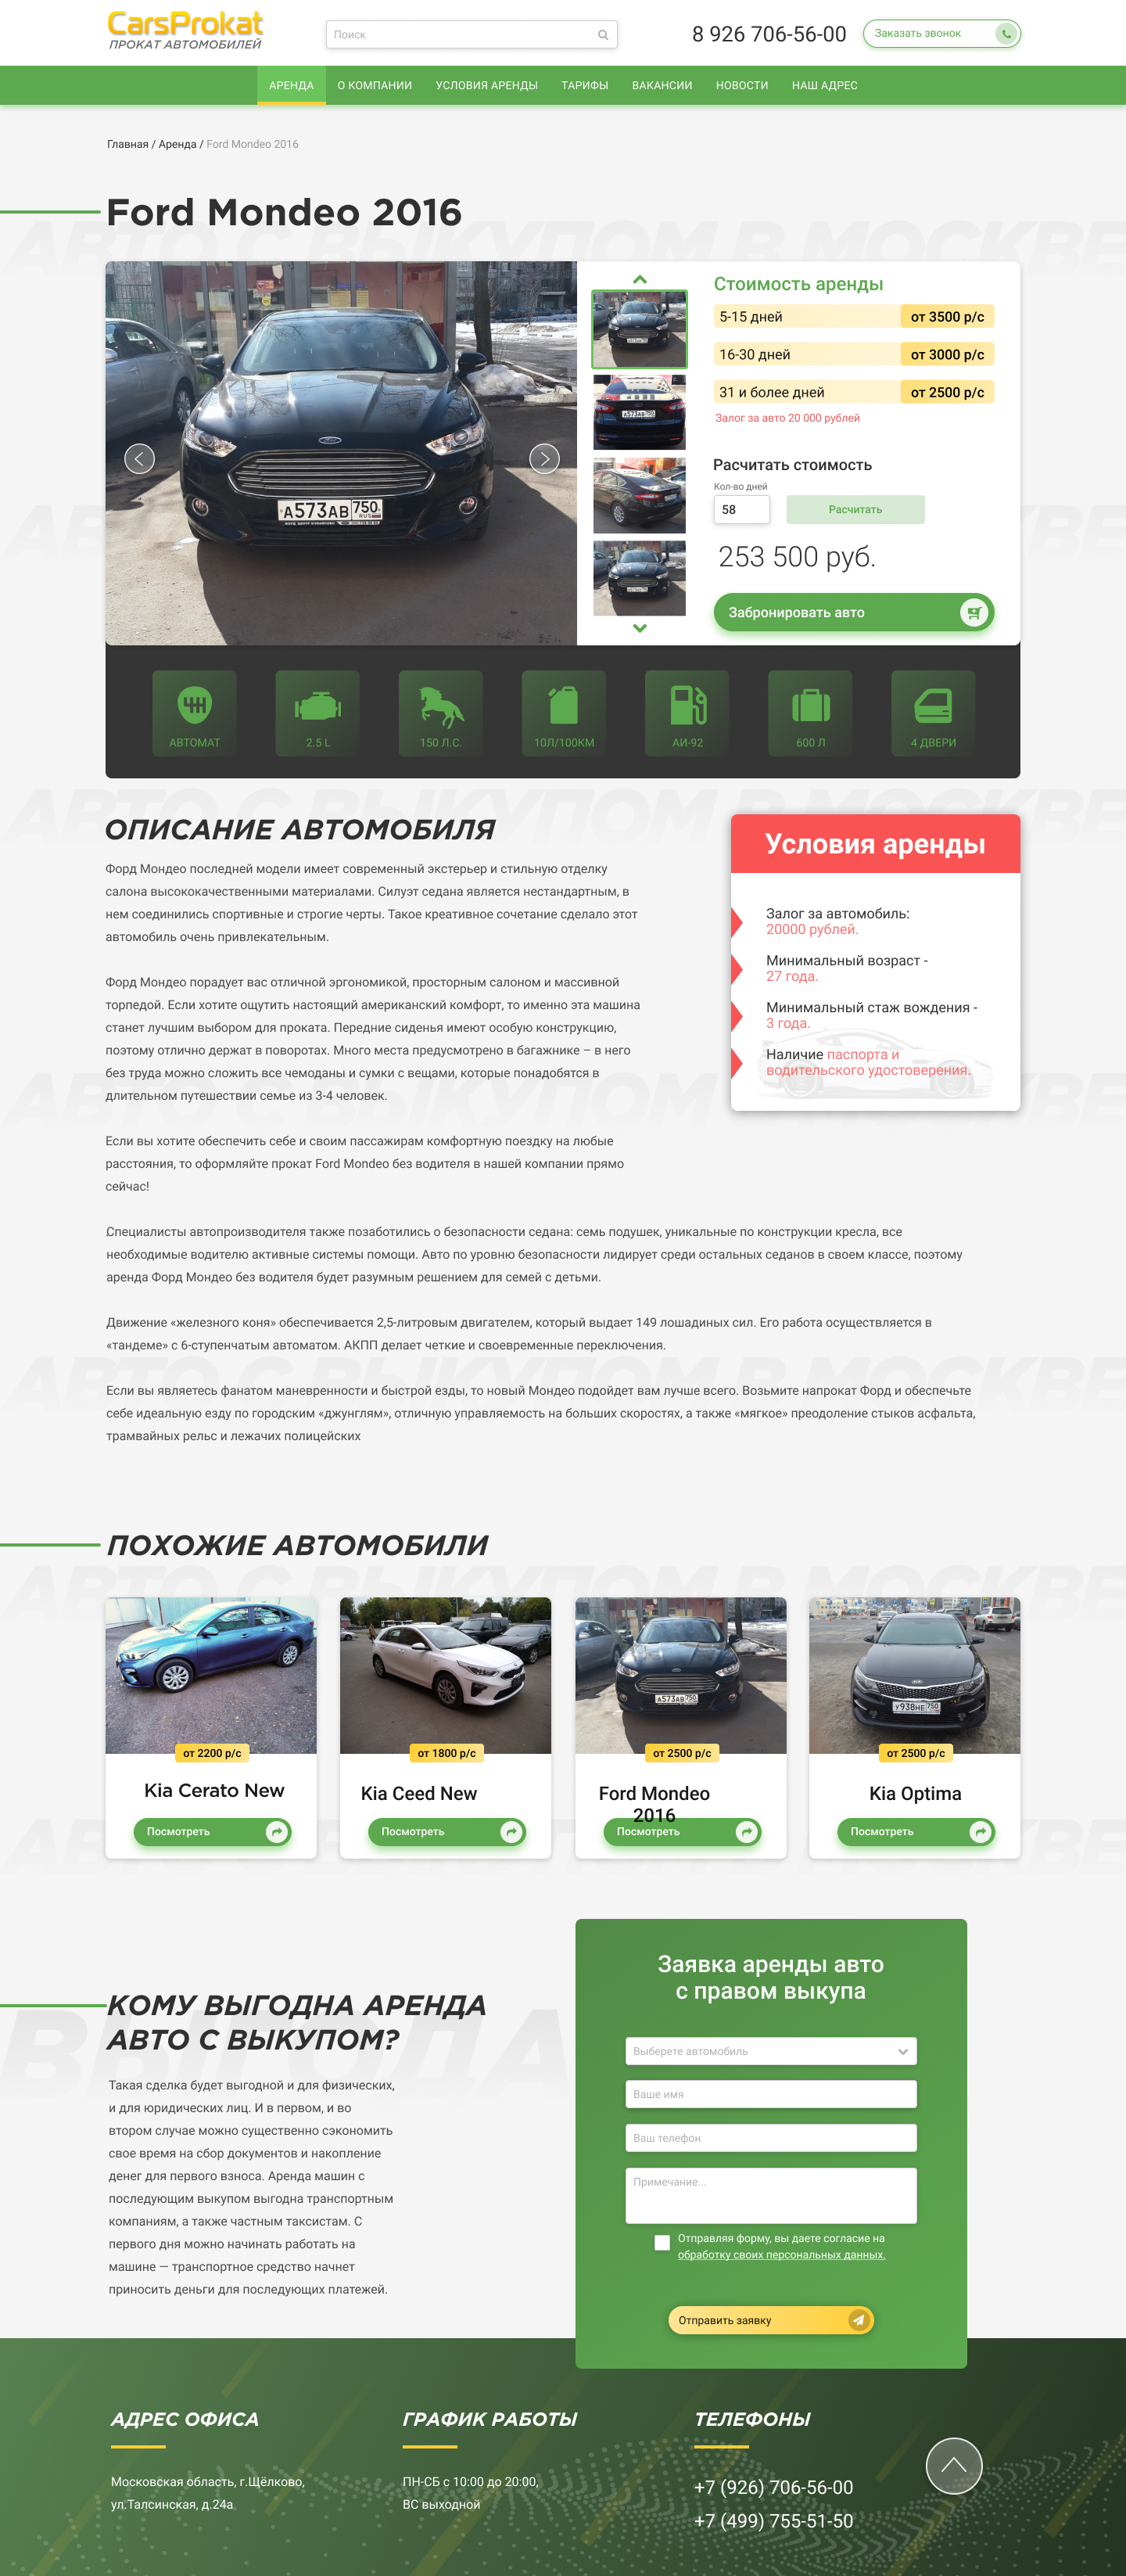 CarsProkat
ПРОКАТ АВТОМОБИЛЕЙ
Поиск
8 926 706-56-00
Заказать звонок
АРЕНДА
О КОМПАНИИ
УСЛОВИЯ АРЕНДЫ
ТАРИФЫ
ВАКАНСИИ
НОВОСТИ
НАШ АДРЕС
Главная / Аренда / Ford Mondeo 2016
АВТО С ВЫКУПОМ В МОСКВЕ
Ford Mondeo 2016
А573АВ 750
RUS
Стоимость аренды
5-15 дней
от 3500 р/с
16-30 дней
от 3000 р/с
31 и более дней
от 2500 р/с
Залог за авто 20 000 рублей
Расчитать стоимость
Кол-во дней
58
Расчитать
253 500 руб.
Забронировать авто
АВТОМАТ
2.5 L
150 Л.С.
10Л/100КМ
АИ-92
600 Л
4 ДВЕРИ
АВТО С ВЫКУПОМ В МОСКВЕ
ОПИСАНИЕ АВТОМОБИЛЯ
Форд Мондео последней модели имеет современный экстерьер и стильную отделку
салона высококачественными материалами. Силуэт седана является нестандартным, в
нем соединились спортивные и строгие черты. Такое креативное сочетание сделало этот
автомобиль очень привлекательным.
Форд Мондео порадует вас отличной эргономикой, просторным салоном и массивной
торпедой. Если хотите ощутить настоящий американский комфорт, то именно эта машина
станет лучшим выбором для проката. Передние сиденья имеют особую конструкцию,
поэтому отлично держат в поворотах. Много места предусмотрено в багажнике – в него
без труда можно сложить все чемоданы и сумки с вещами, которые понадобятся в
длительном путешествии семье из 3-4 человек.
Если вы хотите обеспечить себе и своим пассажирам комфортную поездку на любые
расстояния, то оформляйте прокат Ford Mondeo без водителя в нашей компании прямо
сейчас!
Условия аренды
Залог за автомобиль:
20000 рублей.
Минимальный возраст -
27 года.
Минимальный стаж вождения -
3 года.
Наличие паспорта и
водительского удостоверения.
Специалисты автопроизводителя также позаботились о безопасности седана: семь подушек, уникальные по конструкции кресла, все
необходимые водителю активные системы помощи. Авто по уровню безопасности лидирует среди остальных седанов в своем классе, поэтому
аренда Форд Мондео без водителя будет разумным решением для семей с детьми.
Движение «железного коня» обеспечивается 2,5-литровым двигателем, который выдает 149 лошадиных сил. Его работа осуществляется в
«тандеме» с 6-ступенчатым автоматом. АКПП делает четкие и своевременные переключения.
АВТО С ВЫКУПОМ В МОСКВЕ
Если вы являетесь фанатом маневренности и быстрой езды, то новый Мондео подойдет вам лучше всего. Возьмите напрокат Форд и обеспечьте
себе идеальную езду по городским «джунглям», отличную управляемость на больших скоростях, а также «мягкое» преодоление стыков асфальта,
трамвайных рельс и лежачих полицейских
ПОХОЖИЕ АВТОМОБИЛИ
АВТО С ВЫКУПОМ В МОСКВЕ
от 2200 р/с
Kia Cerato New
Посмотреть
от 1800 р/с
Kia Ceed New
Посмотреть
А573АВ 750
от 2500 р/с
Ford Mondeo
2016
Посмотреть
У938НЕ 750
от 2500 р/с
Kia Optima
Посмотреть
ВЫГОДА
КОМУ ВЫГОДНА АРЕНДА
АВТО С ВЫКУПОМ?
Такая сделка будет выгодной и для физических,
и для юридических лиц. И в первом, и во
втором случае можно существенно сэкономить
свое время на сбор документов и накопление
денег для первого взноса. Аренда машин с
последующим выкупом выгодна транспортным
компаниям, а также частным таксистам. С
первого дня можно начинать работать на
машине — транспортное средство начнет
приносить деньги для последующих платежей.
Заявка аренды авто
с правом выкупа
Выберете автомобиль
Ваше имя
Ваш телефон
Примечание...
Отправляя форму, вы даете согласие на
обработку своих персональных данных.
Отправить заявку
АДРЕС ОФИСА
Московская область, г.Щёлково,
ул.Талсинская, д.24а
ГРАФИК РАБОТЫ
ПН-СБ с 10:00 до 20:00,
ВС выходной
ТЕЛЕФОНЫ
+7 (926) 706-56-00
+7 (499) 755-51-50